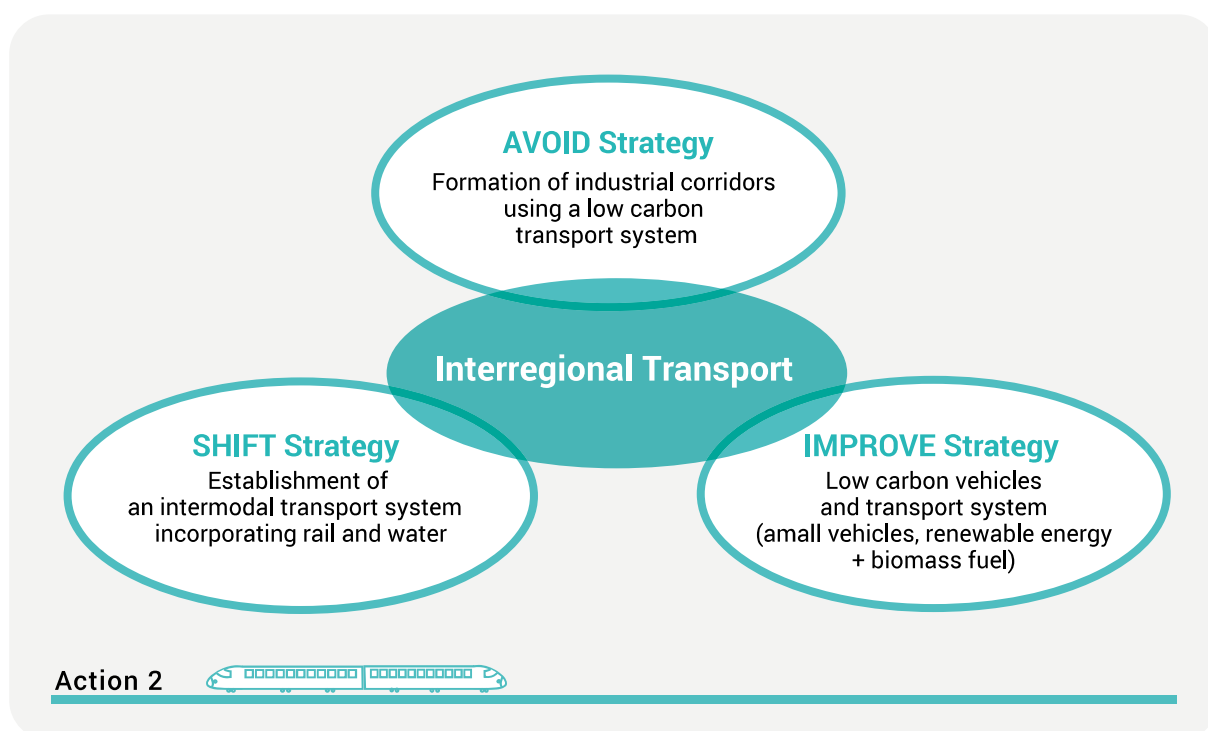 AVOID Strategy
Formation of industrial corridors
using a low carbon
transport system
Interregional Transport
SHIFT Strategy
Establishment of
an intermodal transport system
incorporating rail and water
IMPROVE Strategy
Low carbon vehicles
and transport system
(amall vehicles, renewable energy
+ biomass fuel)
Action 2